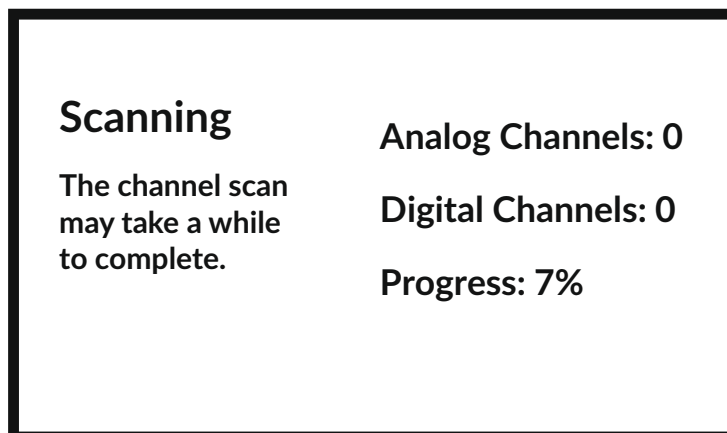 Scanning
The channel scan
may take a while
to complete.
Analog Channels: 0
Digital Channels: 0
Progress: 7%